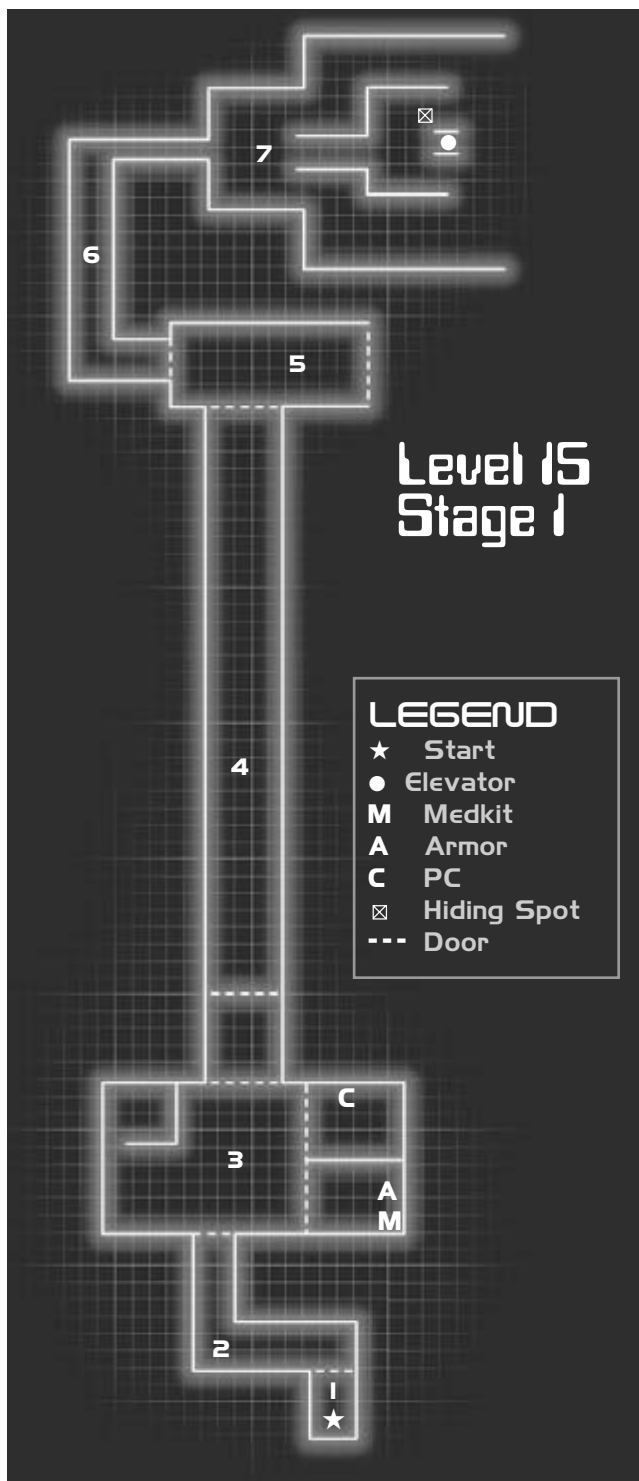 7
6
5
Level 15
Stage 1
LEGEND
Start
Elevator
M Medkit
A Armor
C PC
Hiding Spot
Door
4
C
3
A
M
2
1